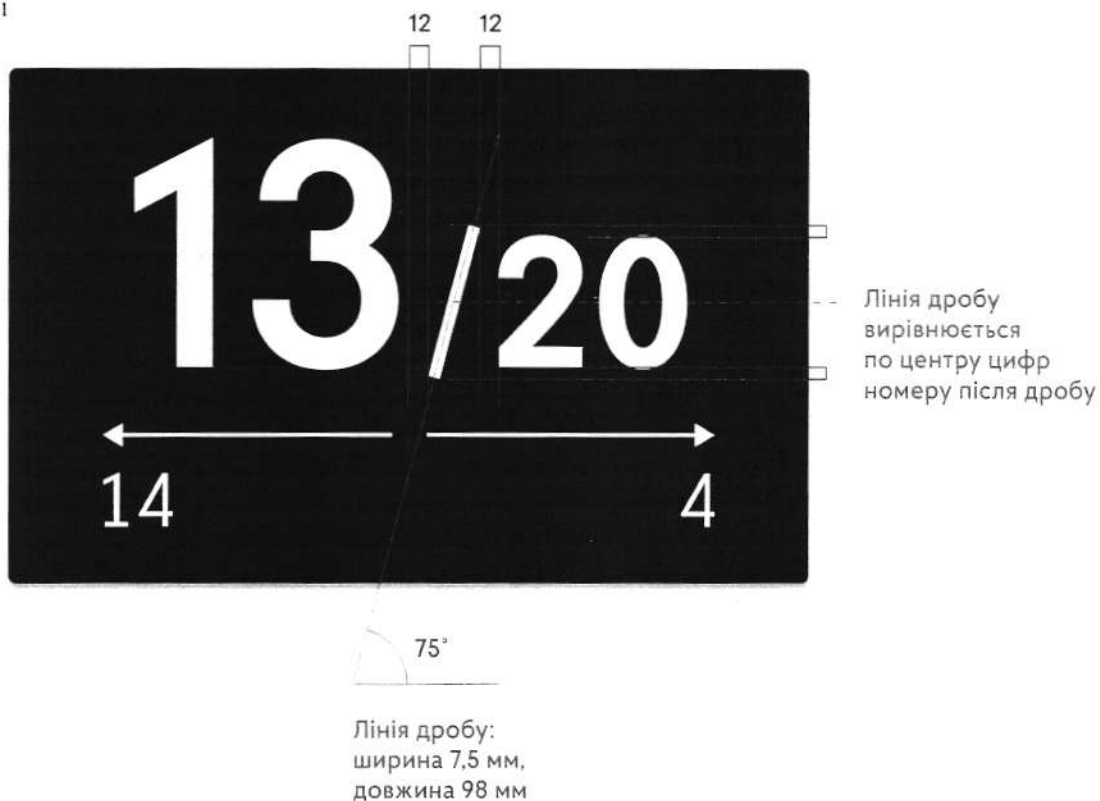 1
12 12
13/20
Лінія дробу
вирівнюється
по центру цифр
номеру після дробу
14 4
75°
Лінія дробу:
ширина 7,5 мм,
довжина 98 мм